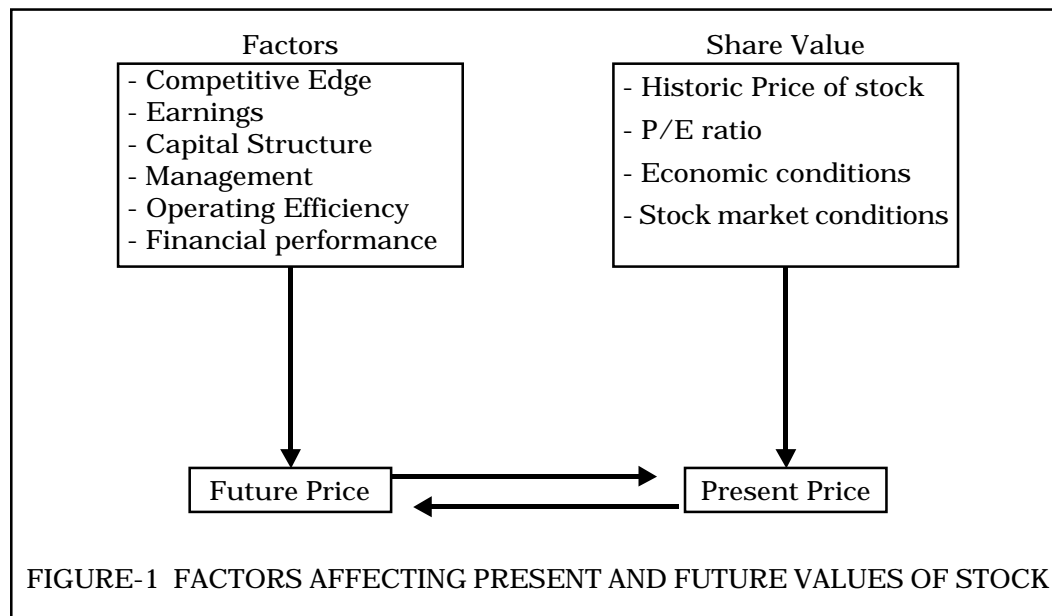 Factors
- Competitive Edge
- Earnings
- Capital Structure
- Management
- Operating Efficiency
- Financial performance
Share Value
- Historic Price of stock
- P/E ratio
- Economic conditions
- Stock market conditions
Future Price
Present Price
FIGURE-1 FACTORS AFFECTING PRESENT AND FUTURE VALUES OF STOCK